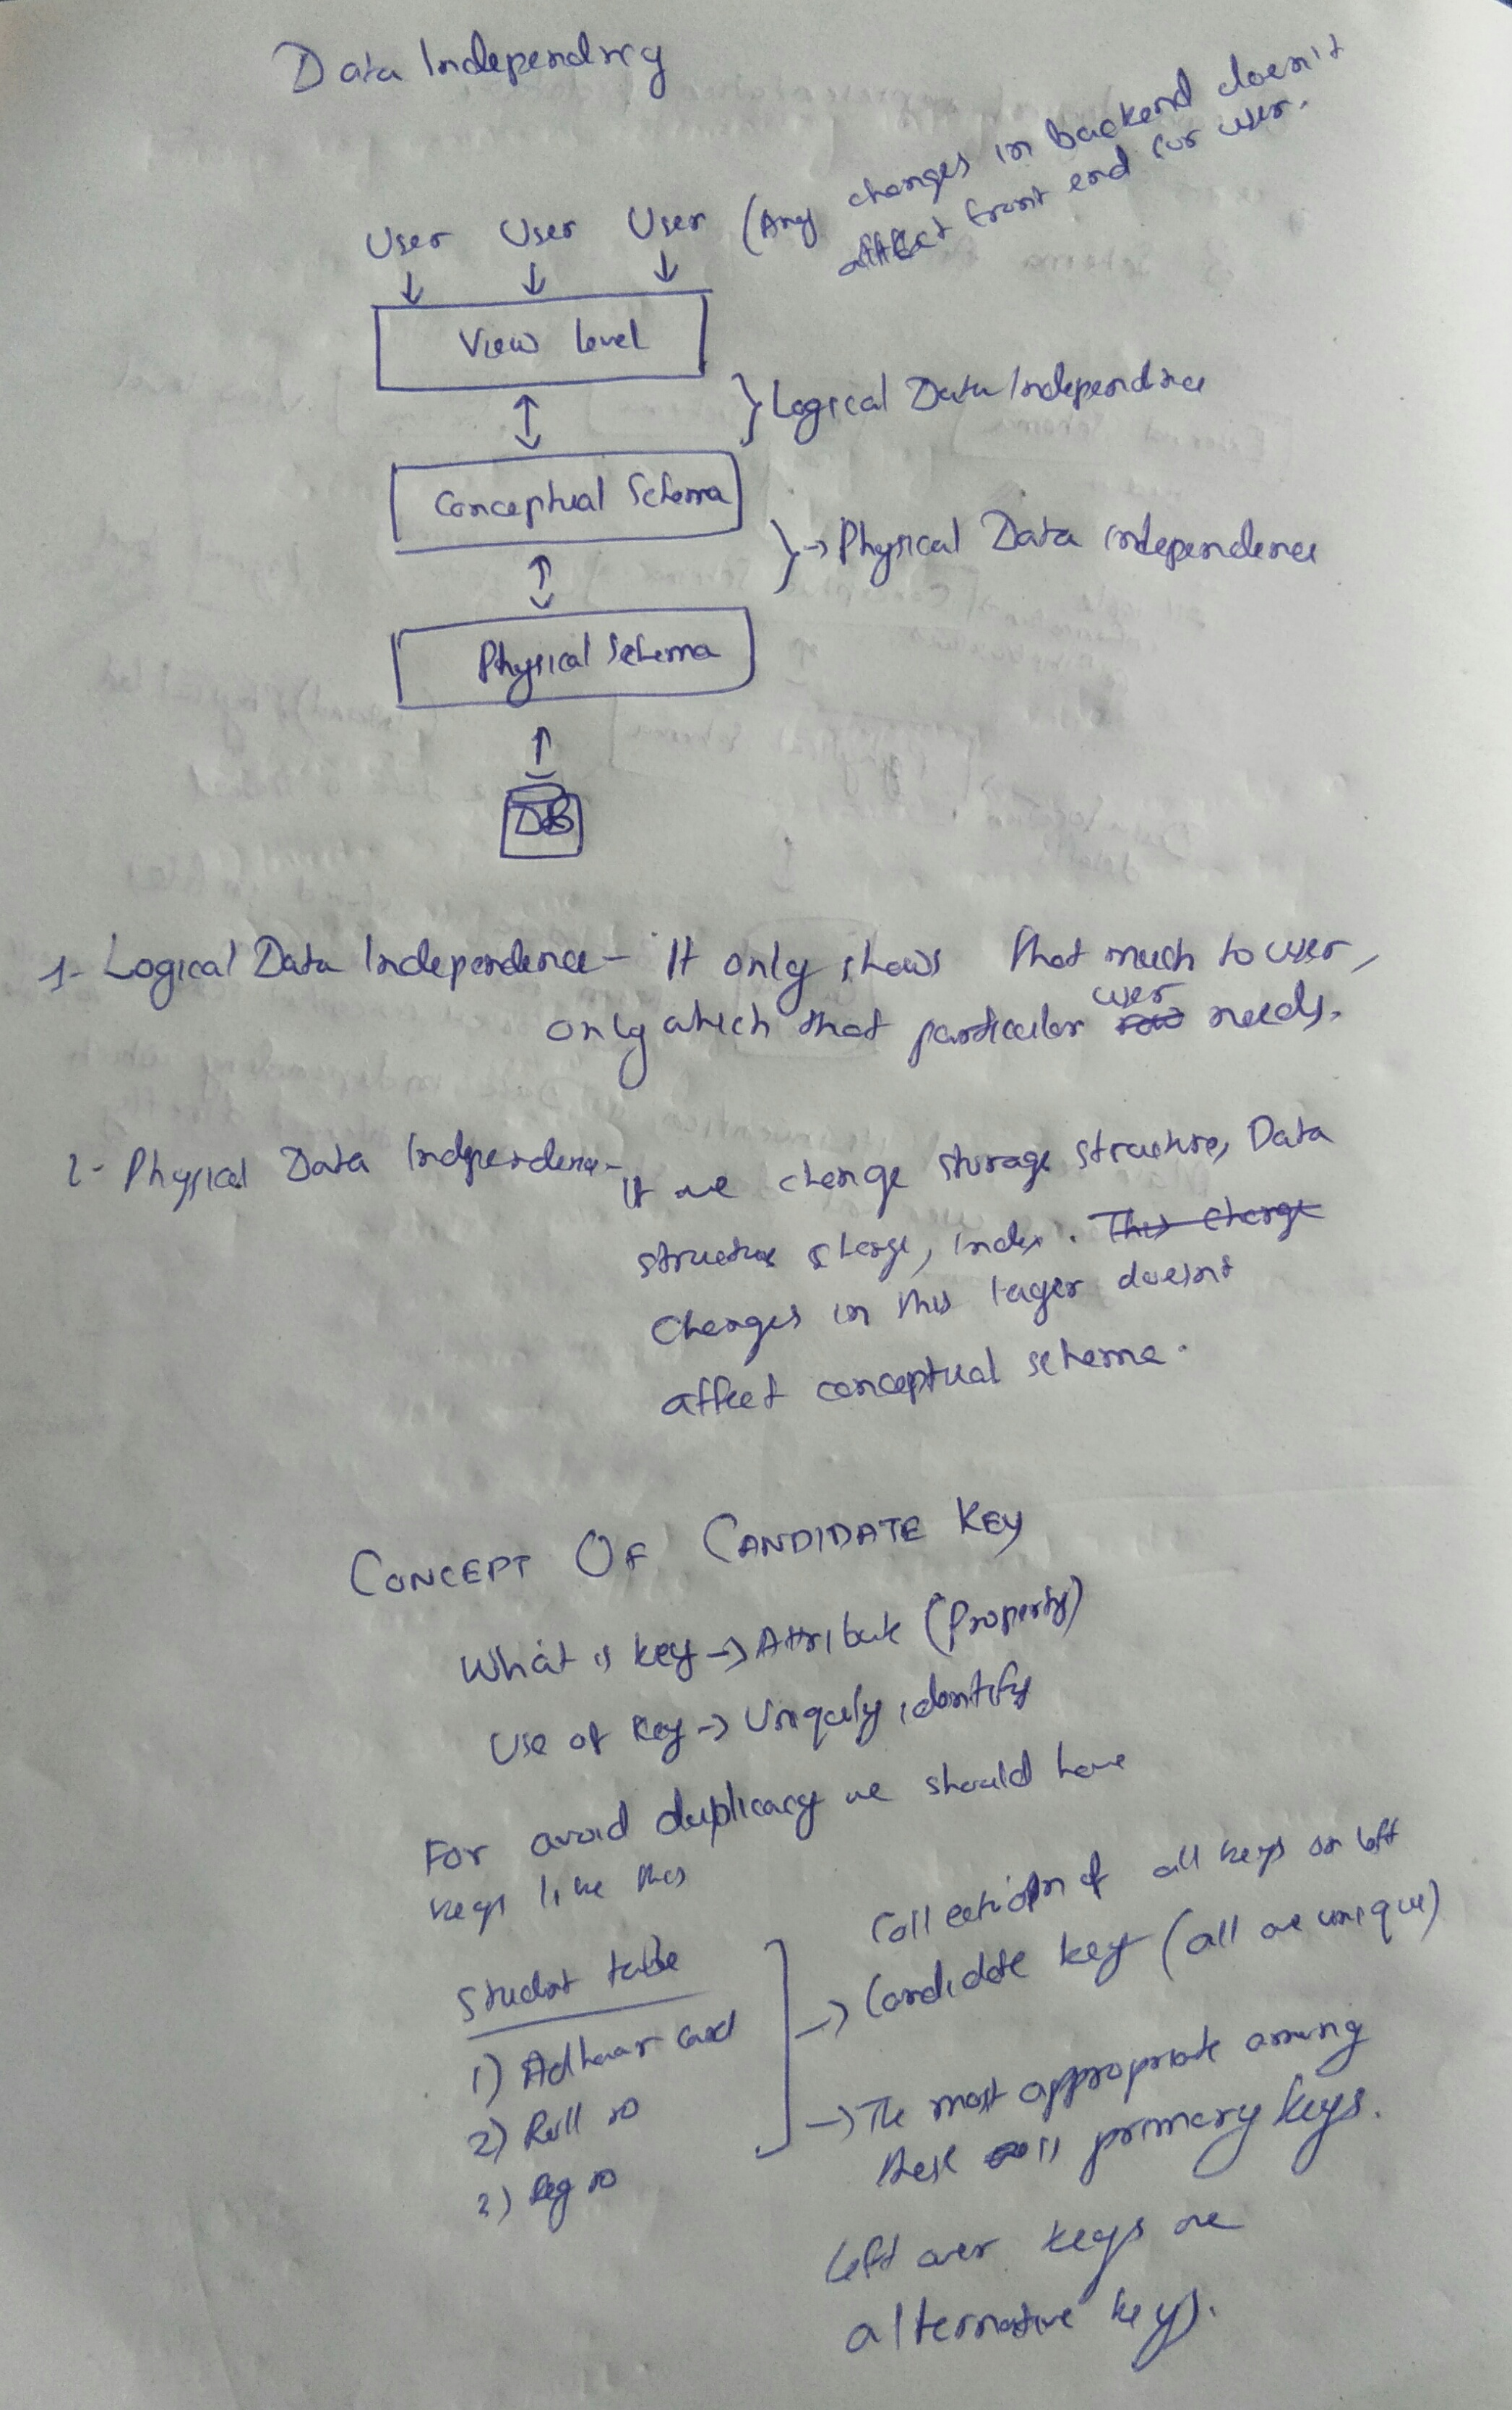 Data Independncy
User User User (Any changes in backend doesn't
affect front end for user.
View level
} Logical Data Independence
Conceptual Schema
} → Physical Data independence
Physical Schema
DB
1- Logical Data Independence - It only shows that much to user,
only which that particular user needs.
2- Physical Data Independence - If we change storage structure, Data
structure change, index. This change
Changes in this layer doesnt
affect conceptual schema.
CONCEPT OF CANDIDATE KEY
What is key → Attribute (Property)
Use of key → Uniquely identify
For avoid duplicacy we should have
keys like this
Student table
1) Adhaar card
2) Roll no
3) Reg no
Collection of all keys on left
→ Candidate key (all are unique)
→ The most appropriate among
these is primary keys.
left over keys are
alternative keys.